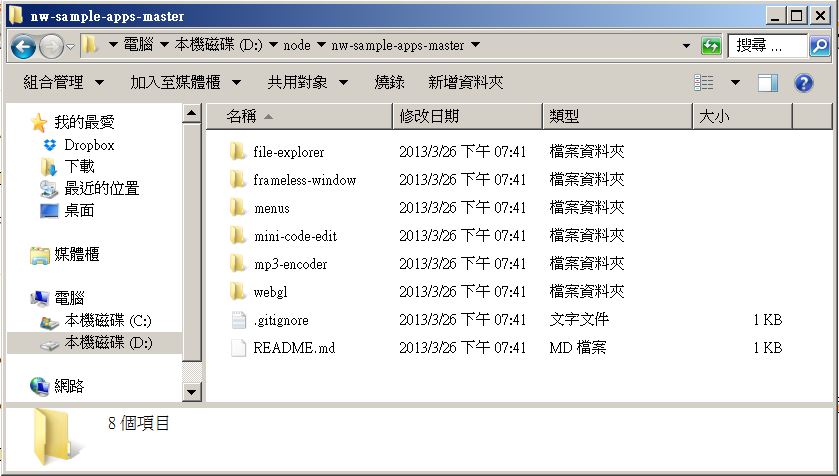 nw-sample-apps-master
電腦 本機磁碟 (D:) node nw-sample-apps-master 搜尋 ...
組合管理 加入至媒體櫃 共用對象 燒錄 新增資料夾
我的最愛
Dropbox
下載
最近的位置
桌面
媒體櫃
電腦
本機磁碟 (C:)
本機磁碟 (D:)
網路
名稱 修改日期 類型 大小
file-explorer 2013/3/26 下午 07:41 檔案資料夾
frameless-window 2013/3/26 下午 07:41 檔案資料夾
menus 2013/3/26 下午 07:41 檔案資料夾
mini-code-edit 2013/3/26 下午 07:41 檔案資料夾
mp3-encoder 2013/3/26 下午 07:41 檔案資料夾
webgl 2013/3/26 下午 07:41 檔案資料夾
.gitignore 2013/3/26 下午 07:41 文字文件 1 KB
README.md 2013/3/26 下午 07:41 MD 檔案 1 KB
8 個項目